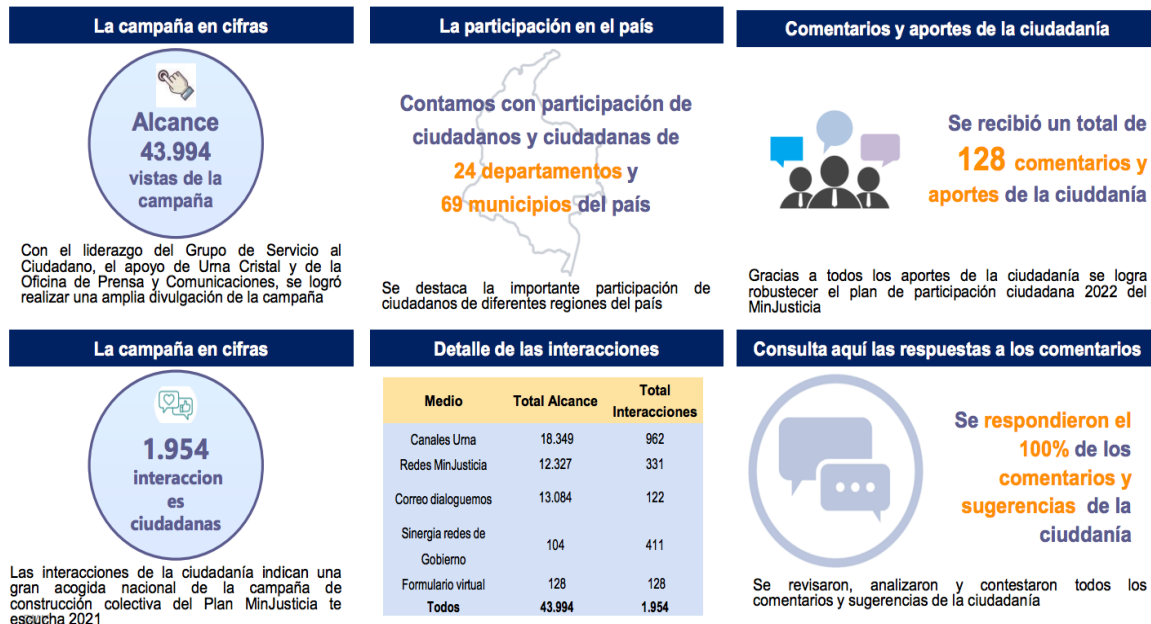 La campaña en cifras
Alcance
43.994
vistas de la
campaña
Con el liderazgo del Grupo de Servicio al
Ciudadano, el apoyo de Urna Cristal y de la
Oficina de Prensa y Comunicaciones, se logró
realizar una amplia divulgación de la campaña
La participación en el país
Contamos con participación de
ciudadanos y ciudadanas de
24 departamentos y
69 municipios del país
Se destaca la importante participación de
ciudadanos de diferentes regiones del país
Comentarios y aportes de la ciudadanía
Se recibió un total de
128 comentarios y
aportes de la ciuddanía
Gracias a todos los aportes de la ciudadanía se logra
robustecer el plan de participación ciudadana 2022 del
MinJusticia
La campaña en cifras
1.954
interaccion
es
ciudadanas
Las interacciones de la ciudadanía indican una
gran acogida nacional de la campaña de
construcción colectiva del Plan MinJusticia te
escucha 2021
Detalle de las interacciones
Medio Total Alcance Total
Interacciones
Canales Urna 18.349 962
Redes MinJusticia 12.327 331
Correo dialoguemos 13.084 122
Sinergia redes de
Gobierno 104 411
Formulario virtual 128 128
Todos 43.994 1.954
Consulta aquí las respuestas a los comentarios
Se respondieron el
100% de los
comentarios y
sugerencias de la
ciuddanía
Se revisaron, analizaron y contestaron todos los
comentarios y sugerencias de la ciudadanía